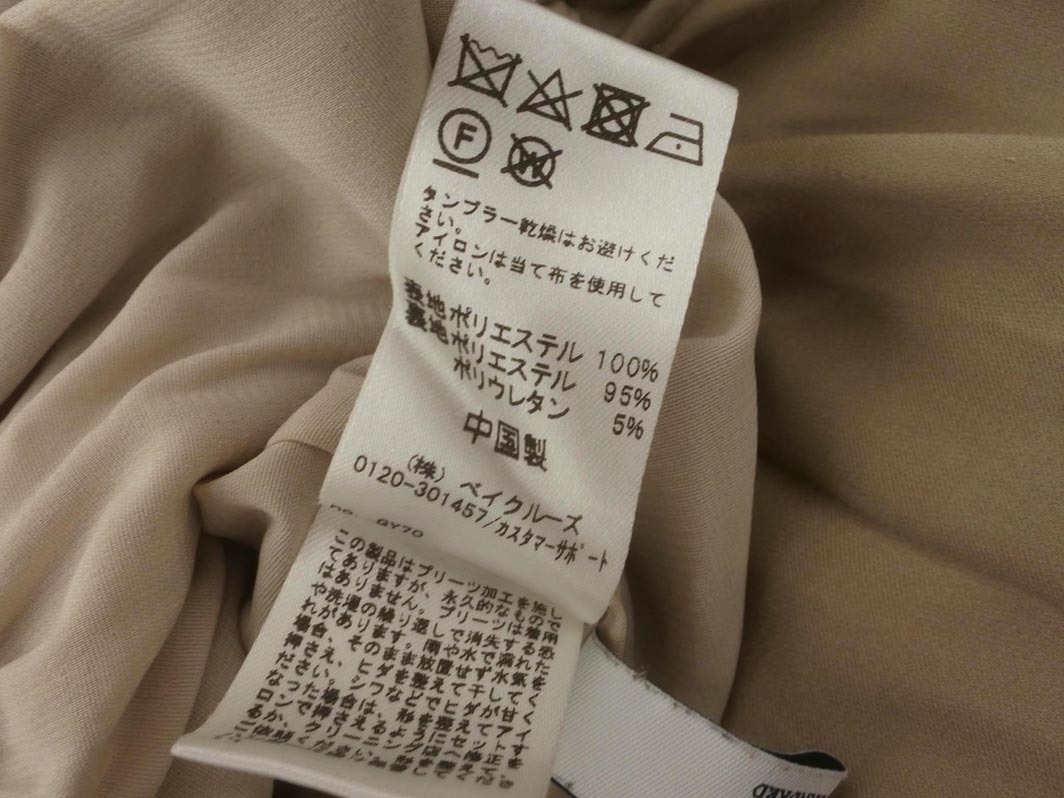 F
W
タンブラー乾燥はお避けくだ
さい。
アイロンは当て布を使用して
ください。
表地ポリエステル 100%
裏地ポリエステル 95%
ポリウレタン 5%
中国製
(株) ベイクルーズ
0120-301457/カスタマーサポート
GY70
この製品はプリーツ加工を施し
てありますが、永久的なもので
はありません。プリーツは着用
や洗濯の繰り返しで消失する恐
れがあります。雨や水で濡れた
場合、そのまま放置せず水気を
押さえ、ヒダを整えて干してく
ださい。シワなどでヒダが甘く
なった場合は、形を整えてアイ
ロンで押さえるようにセットす
るか、クリーニング店へ修正を